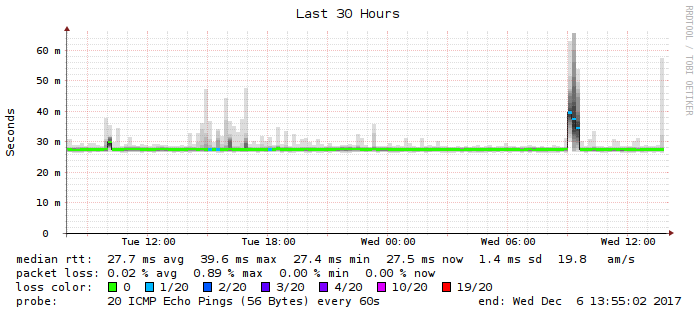 Last 30 Hours
RRDTOOL / TOBI OETIKER
Seconds
60 m
50 m
40 m
30 m
20 m
10 m
0
Tue 12:00 Tue 18:00 Wed 00:00 Wed 06:00 Wed 12:00
median rtt: 27.7 ms avg 39.6 ms max 27.4 ms min 27.5 ms now 1.4 ms sd 19.8 am/s
packet loss: 0.02 % avg 0.89 % max 0.00 % min 0.00 % now
loss color: 0 1/20 2/20 3/20 4/20 10/20 19/20
probe: 20 ICMP Echo Pings (56 Bytes) every 60s end: Wed Dec 6 13:55:02 2017